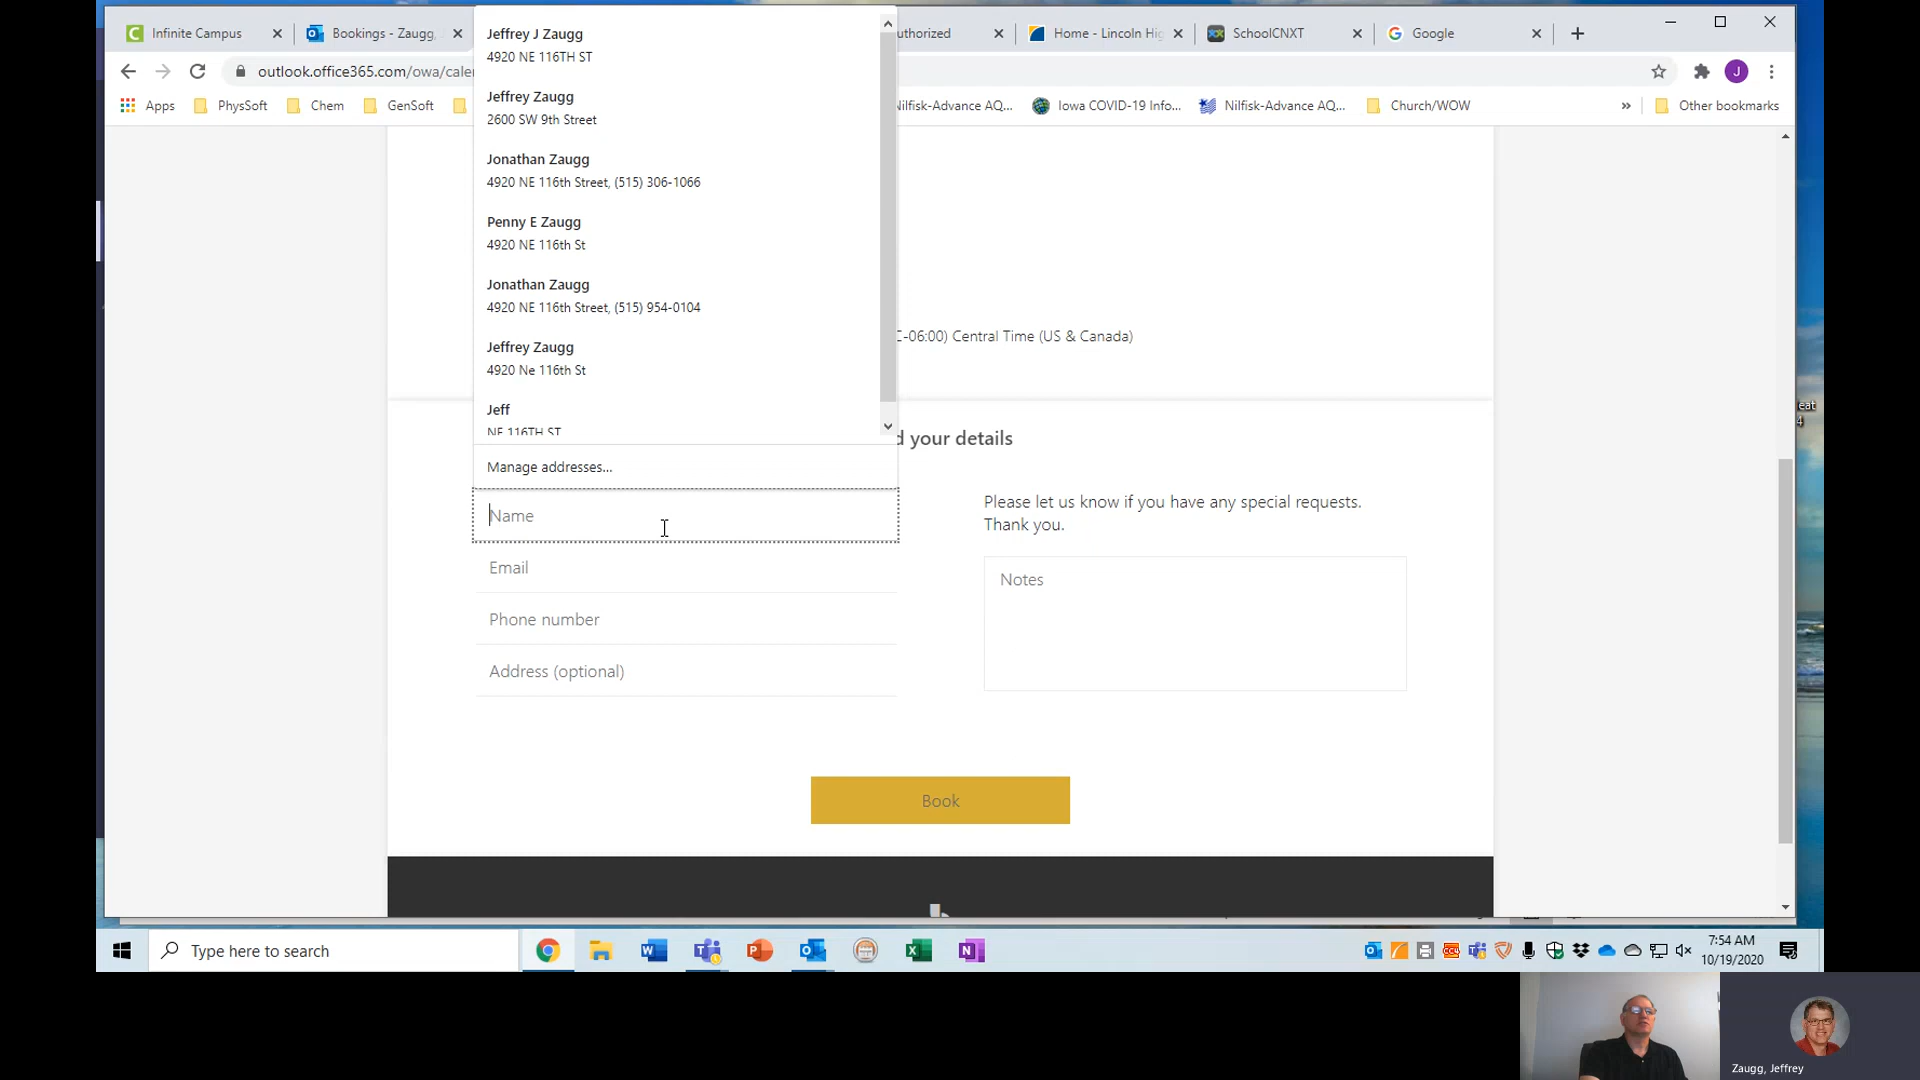 Infinite Campus
Bookings - Zaugg,
uthorized
Home - Lincoln Hig
SchoolCNXT
Google
outlook.office365.com/owa/cale
J
Apps
PhysSoft
Chem
GenSoft
Nilfisk-Advance AQ...
Iowa COVID-19 Info...
Nilfisk-Advance AQ...
Church/WOW
»
Other bookmarks
Jeffrey J Zaugg
4920 NE 116TH ST
Jeffrey Zaugg
2600 SW 9th Street
Jonathan Zaugg
4920 NE 116th Street, (515) 306-1066
Penny E Zaugg
4920 NE 116th St
Jonathan Zaugg
4920 NE 116th Street, (515) 954-0104
Jeffrey Zaugg
4920 Ne 116th St
Jeff
NE 116TH ST
Manage addresses...
C-06:00) Central Time (US & Canada)
d your details
Name
Email
Phone number
Address (optional)
Please let us know if you have any special requests.
Thank you.
Notes
Book
eat
4
Type here to search
7:54 AM
10/19/2020
Zaugg, Jeffrey